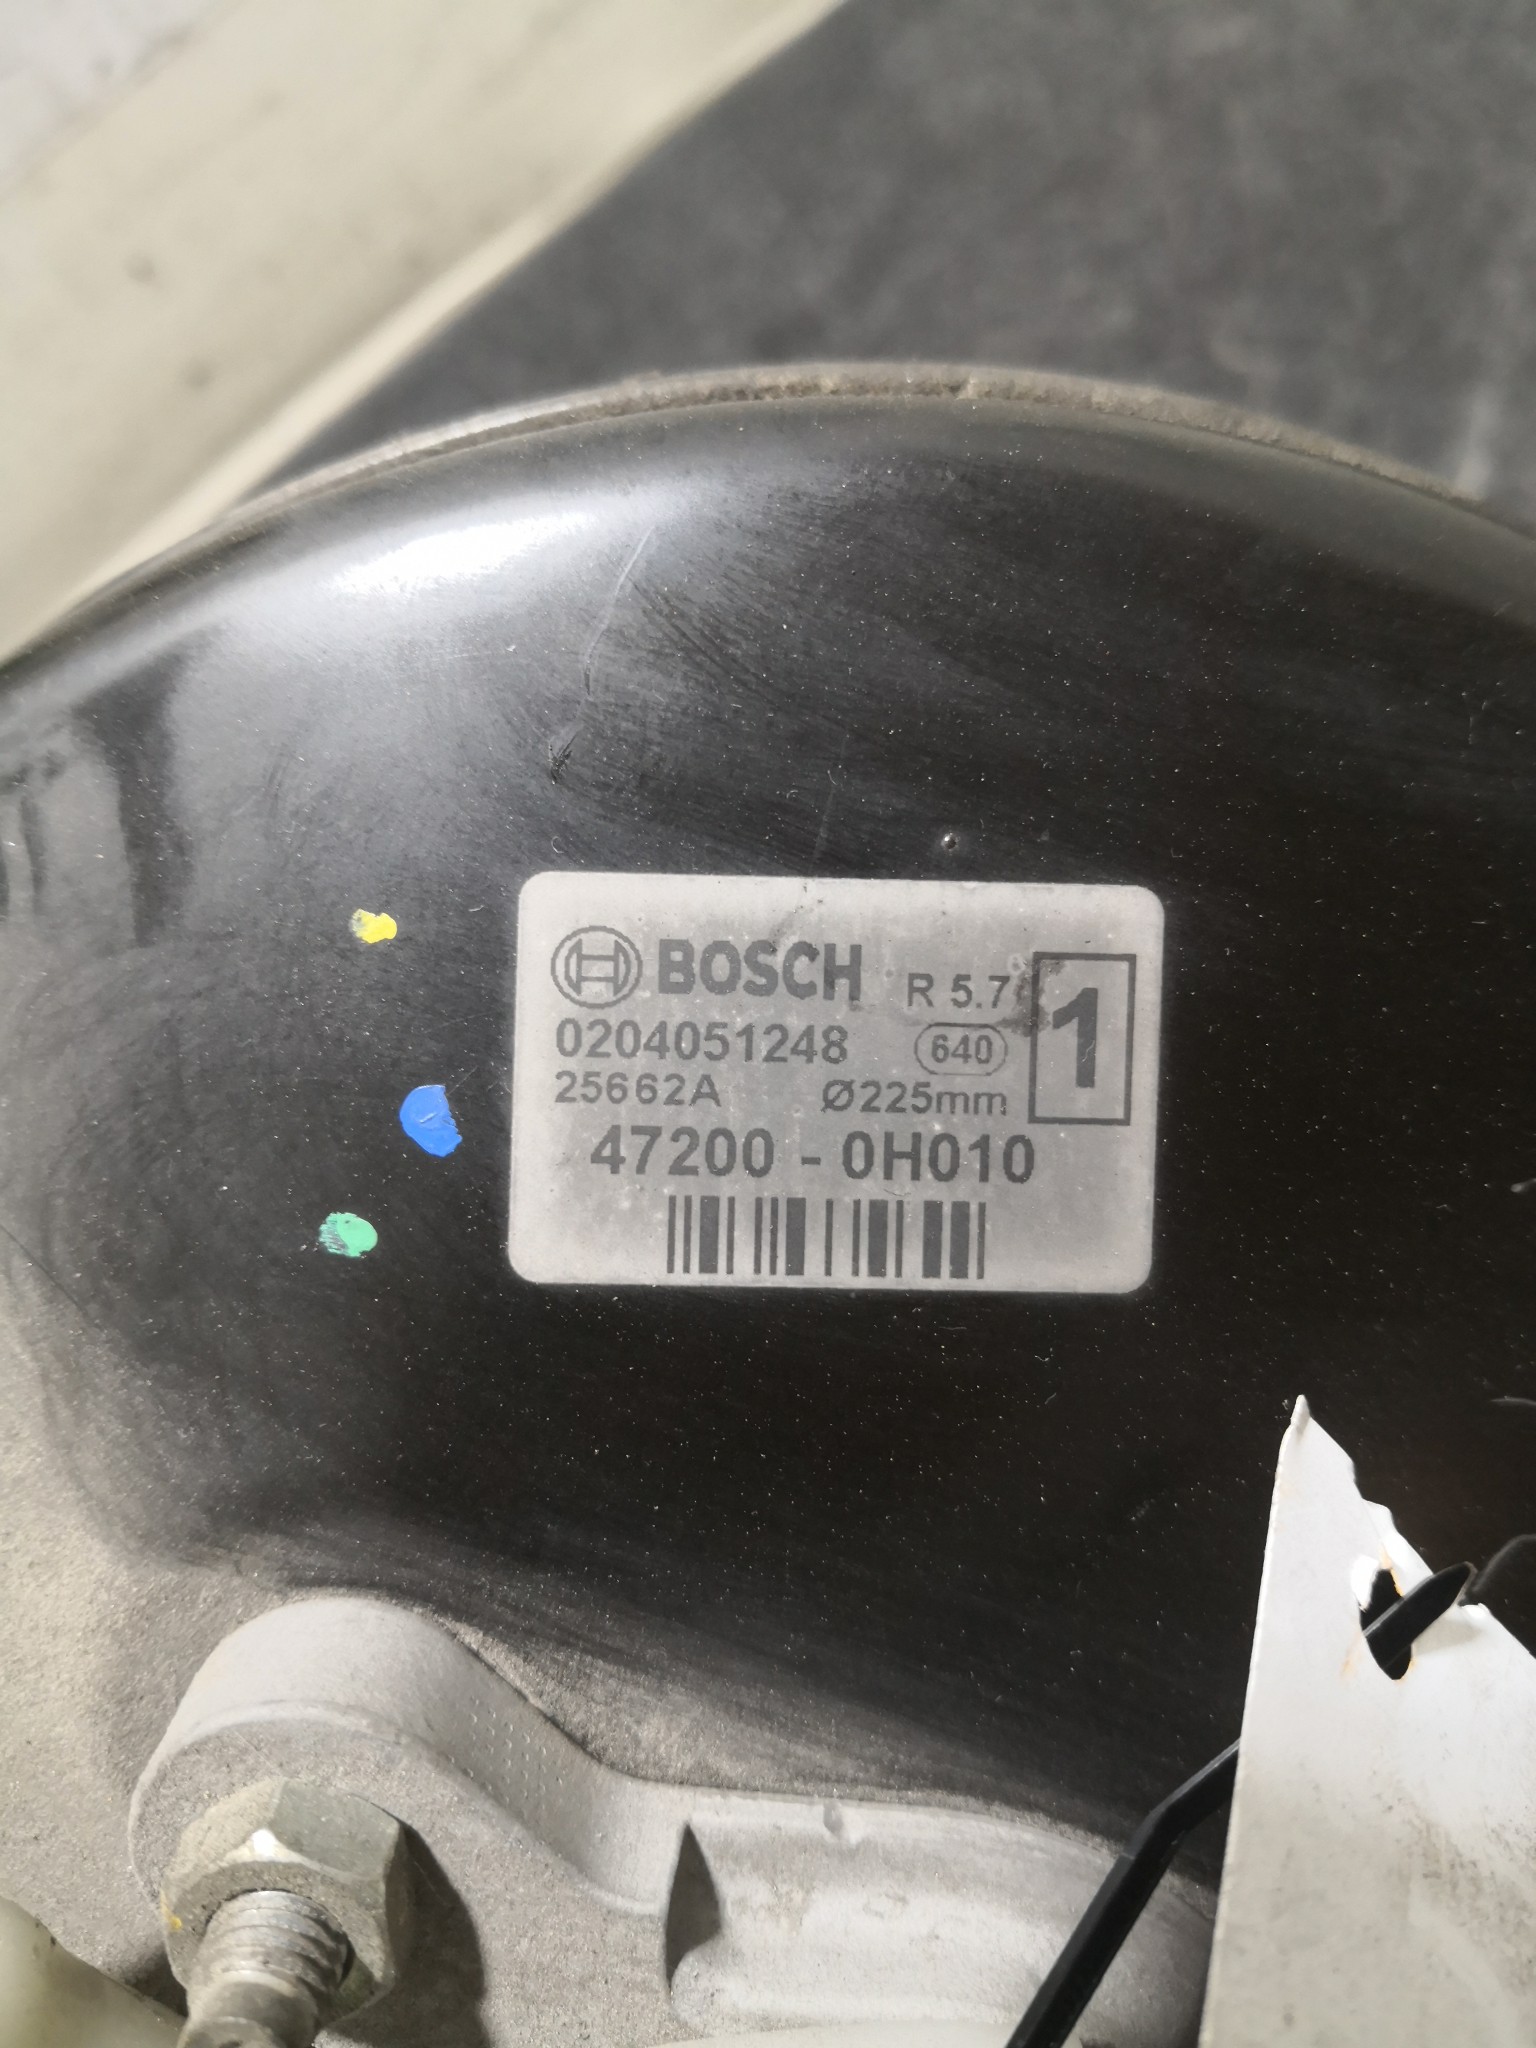 BOSCH R 5.7 1
0204051248 640
25662A Ø225mm
47200 - 0H010